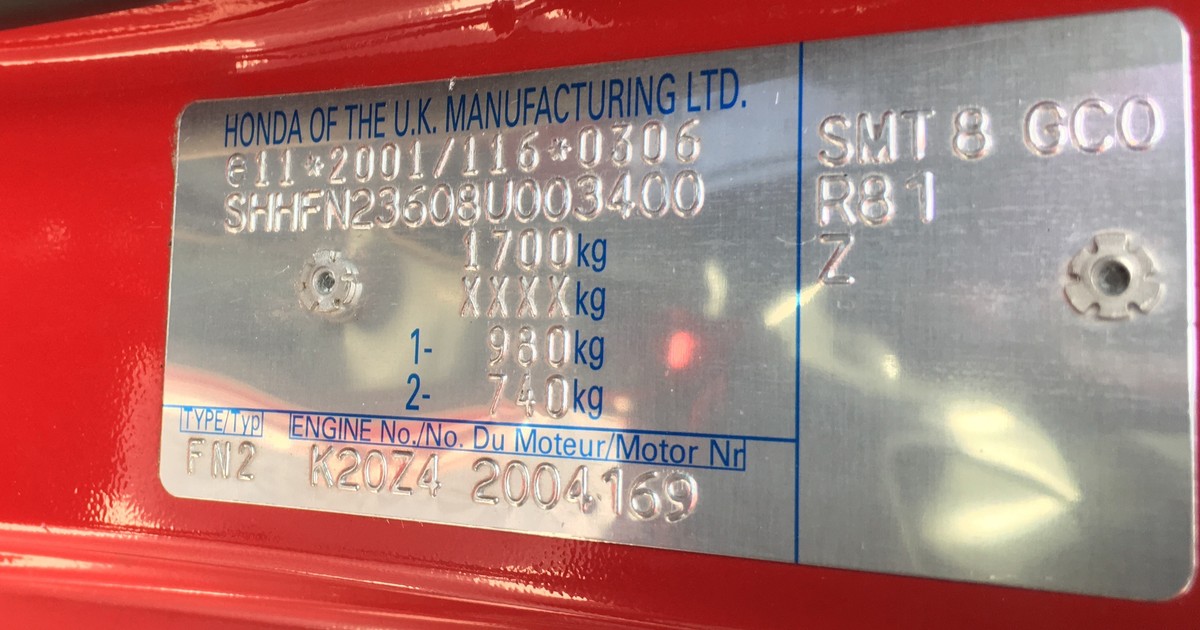 HONDA OF THE U.K. MANUFACTURING LTD.
e11*2001/116*0306
SHHFN23608U003400
1700kg
XXXXkg
1- 980kg
2- 740kg
TYPE/Typ ENGINE No./No. Du Moteur/Motor Nr
FN2 K20Z4 2004169
SMT 8 GCO
R81
Z